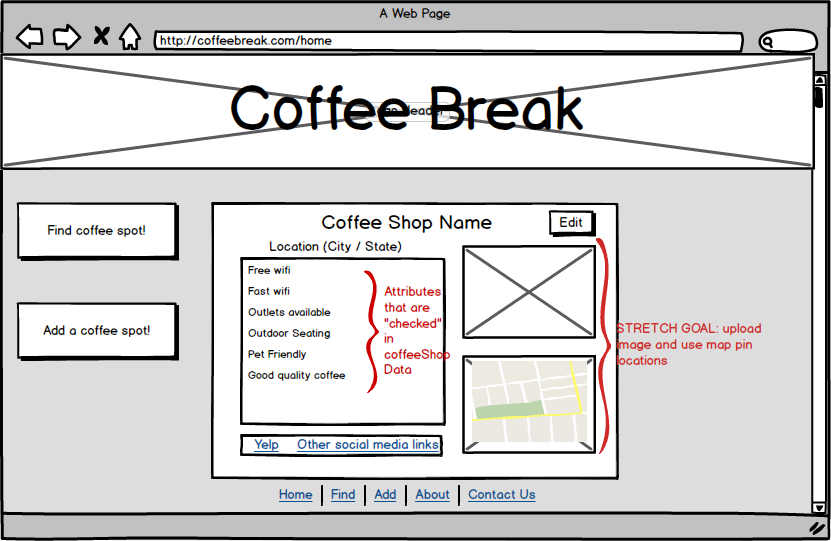 A Web Page
http://coffeebreak.com/home
Coffee Break
Header
Find coffee spot!
Add a coffee spot!
Coffee Shop Name
Edit
Location (City / State)
Free wifi
Fast wifi
Outlets available
Outdoor Seating
Pet Friendly
Good quality coffee
Attributes
that are
"checked"
in
coffeeShop
Data
STRETCH GOAL: upload
image and use map pin
locations
Yelp Other social media links
Home Find Add About Contact Us